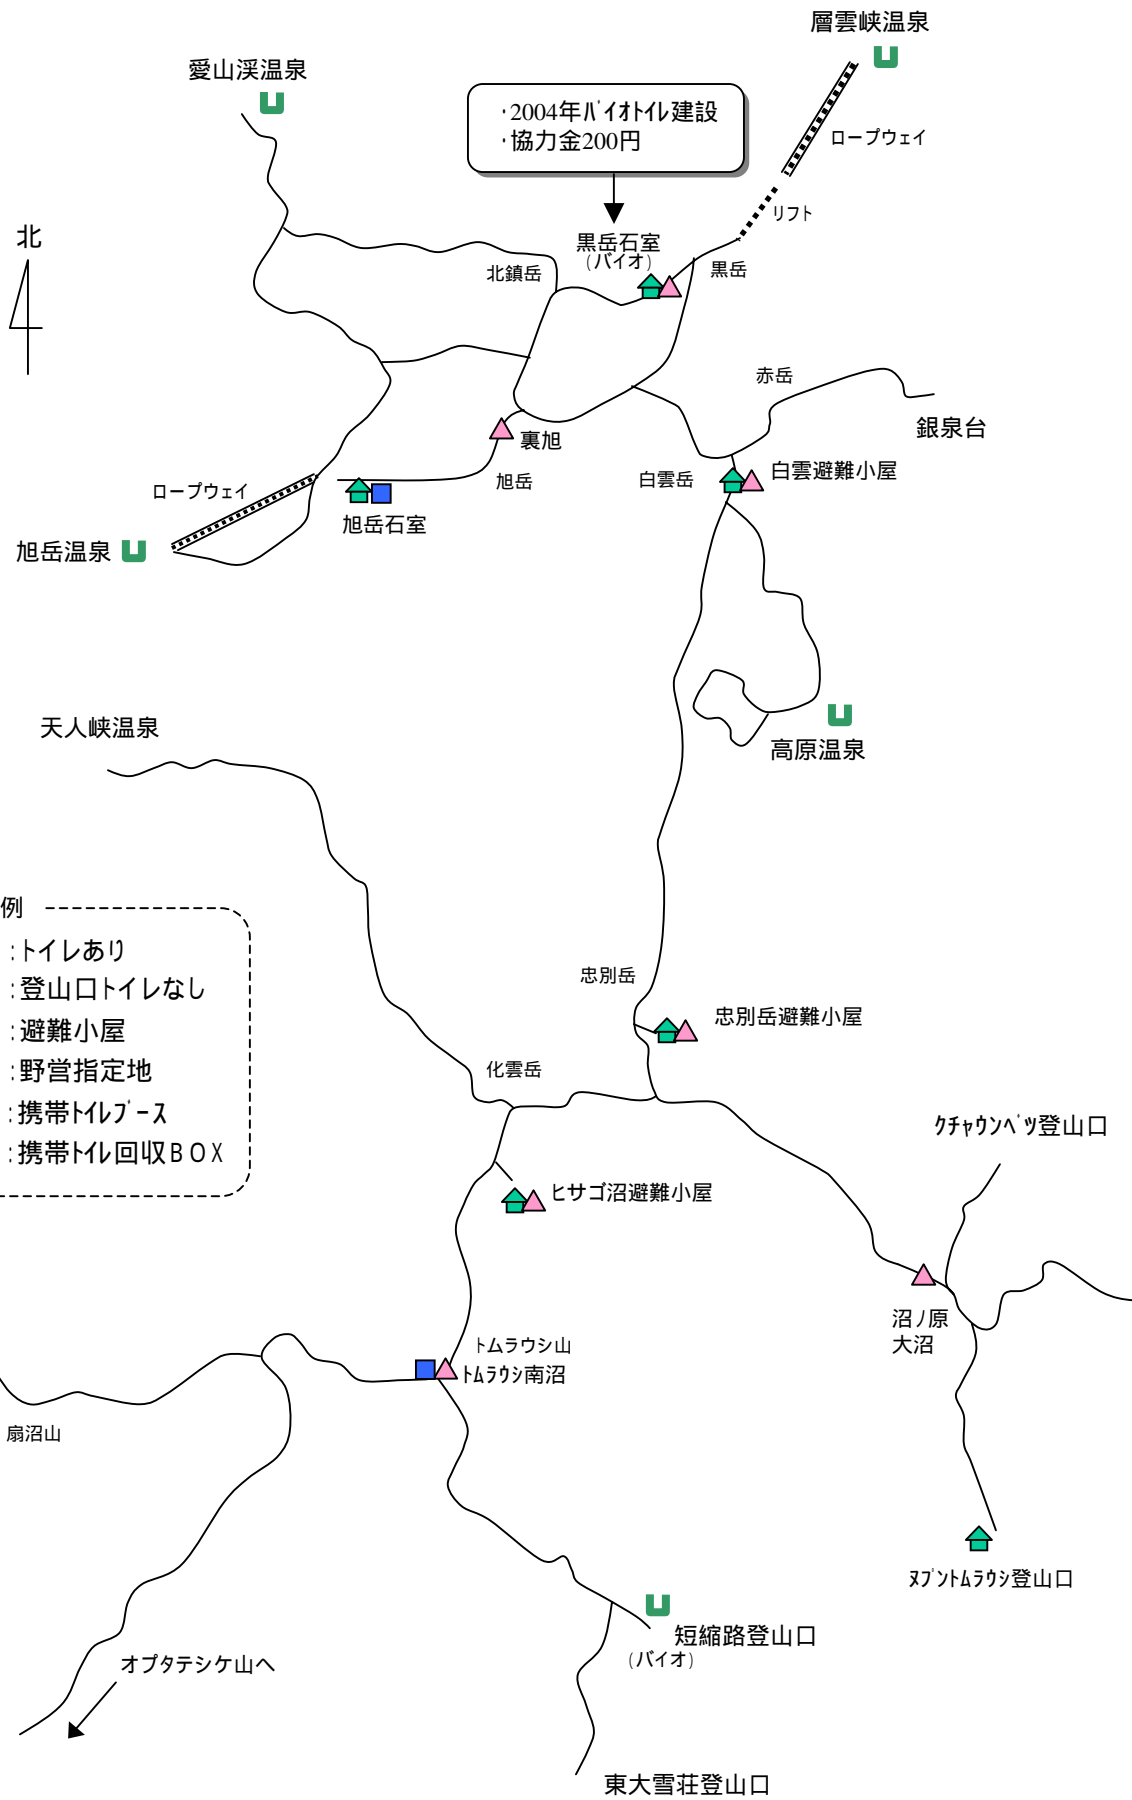 層雲峡温泉
愛山渓温泉
・2004年ﾊﾞｲｵﾄｲﾚ建設
・協力金200円
ロープウェイ
リフト
北
黒岳石室
（バイオ）
黒岳
北鎮岳
赤岳
銀泉台
裏旭
旭岳
白雲岳
白雲避難小屋
ロープウェイ
旭岳石室
旭岳温泉
天人峡温泉
高原温泉
例
:トイレあり
:登山口トイレなし
:避難小屋
:野営指定地
:携帯ﾄｲﾚﾌﾞｰｽ
:携帯ﾄｲﾚ回収ＢＯＸ
忠別岳
忠別岳避難小屋
化雲岳
ｸﾁｬｳﾝﾍﾞﾂ登山口
ヒサゴ沼避難小屋
沼ノ原
大沼
トムラウシ山
ﾄﾑﾗｳｼ南沼
扇沼山
ﾇﾌﾟﾝﾄﾑﾗｳｼ登山口
短縮路登山口
（バイオ）
オプタテシケ山へ
東大雪荘登山口